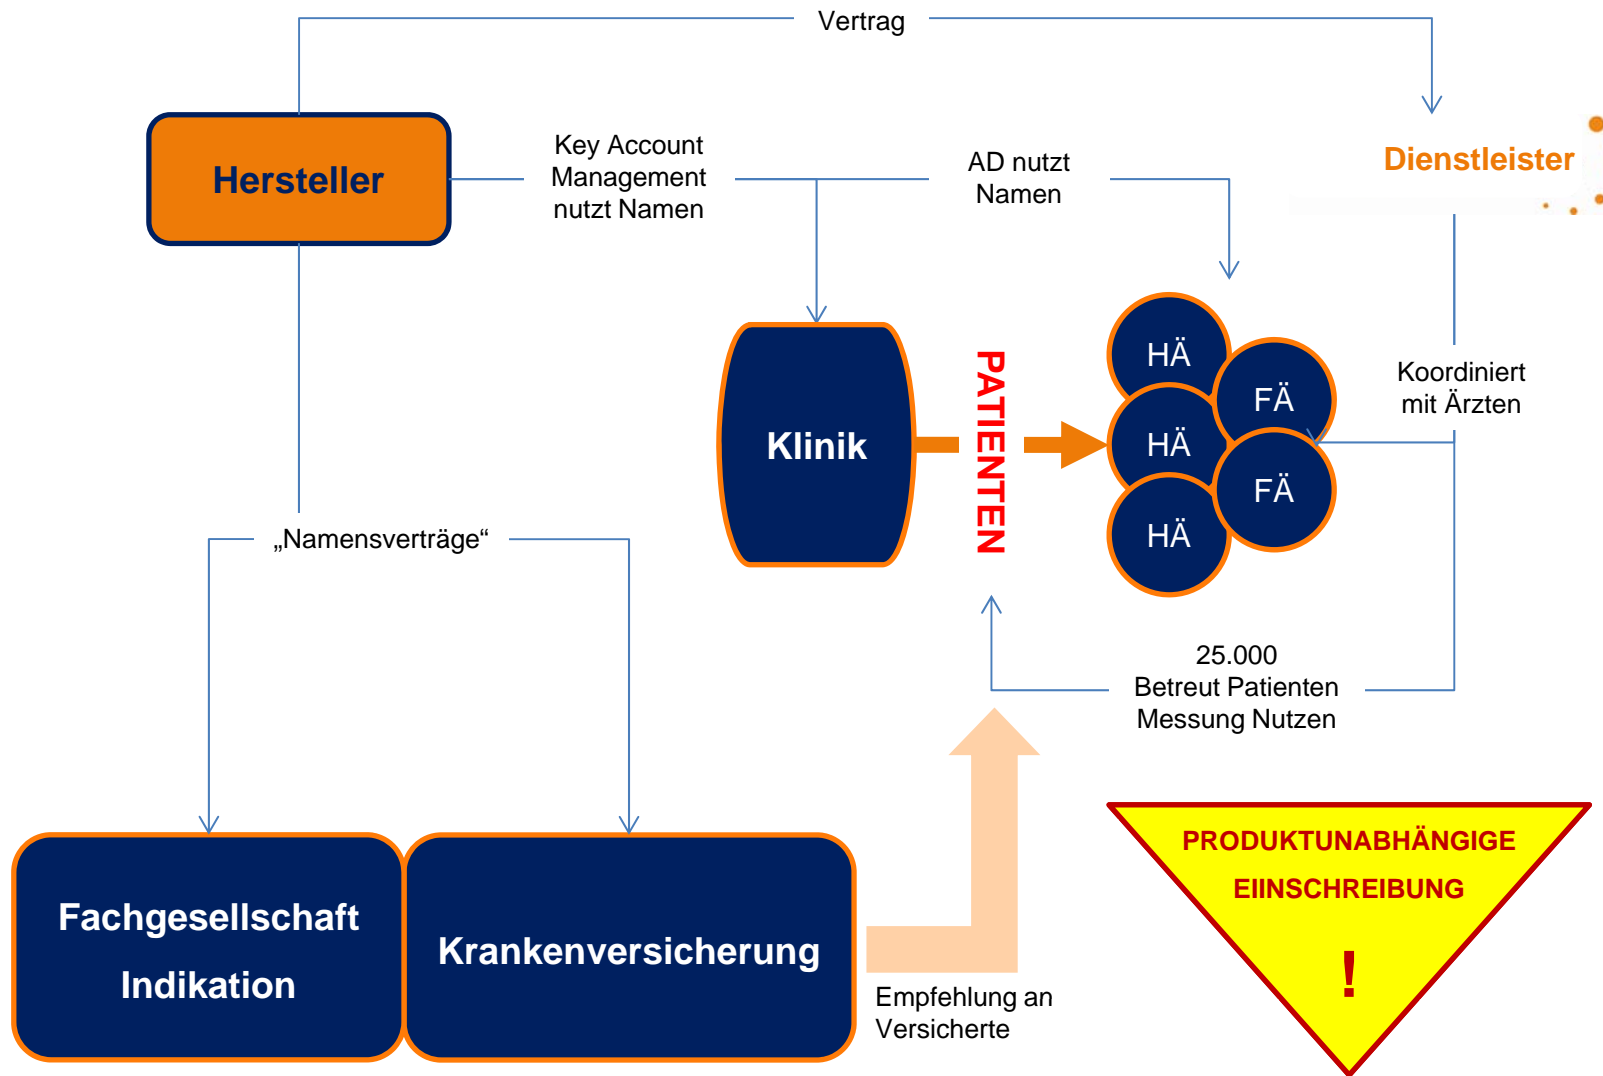 Vertrag
Hersteller
Key Account
Management
nutzt Namen
AD nutzt
Namen
Dienstleister
Klinik
PATIENTEN
HÄ
HÄ
HÄ
FÄ
FÄ
Koordiniert
mit Ärzten
„Namensverträge“
25.000
Betreut Patienten
Messung Nutzen
Fachgesellschaft
Indikation
Krankenversicherung
Empfehlung an
Versicherte
PRODUKTUNABHÄNGIGE
EIINSCHREIBUNG
!